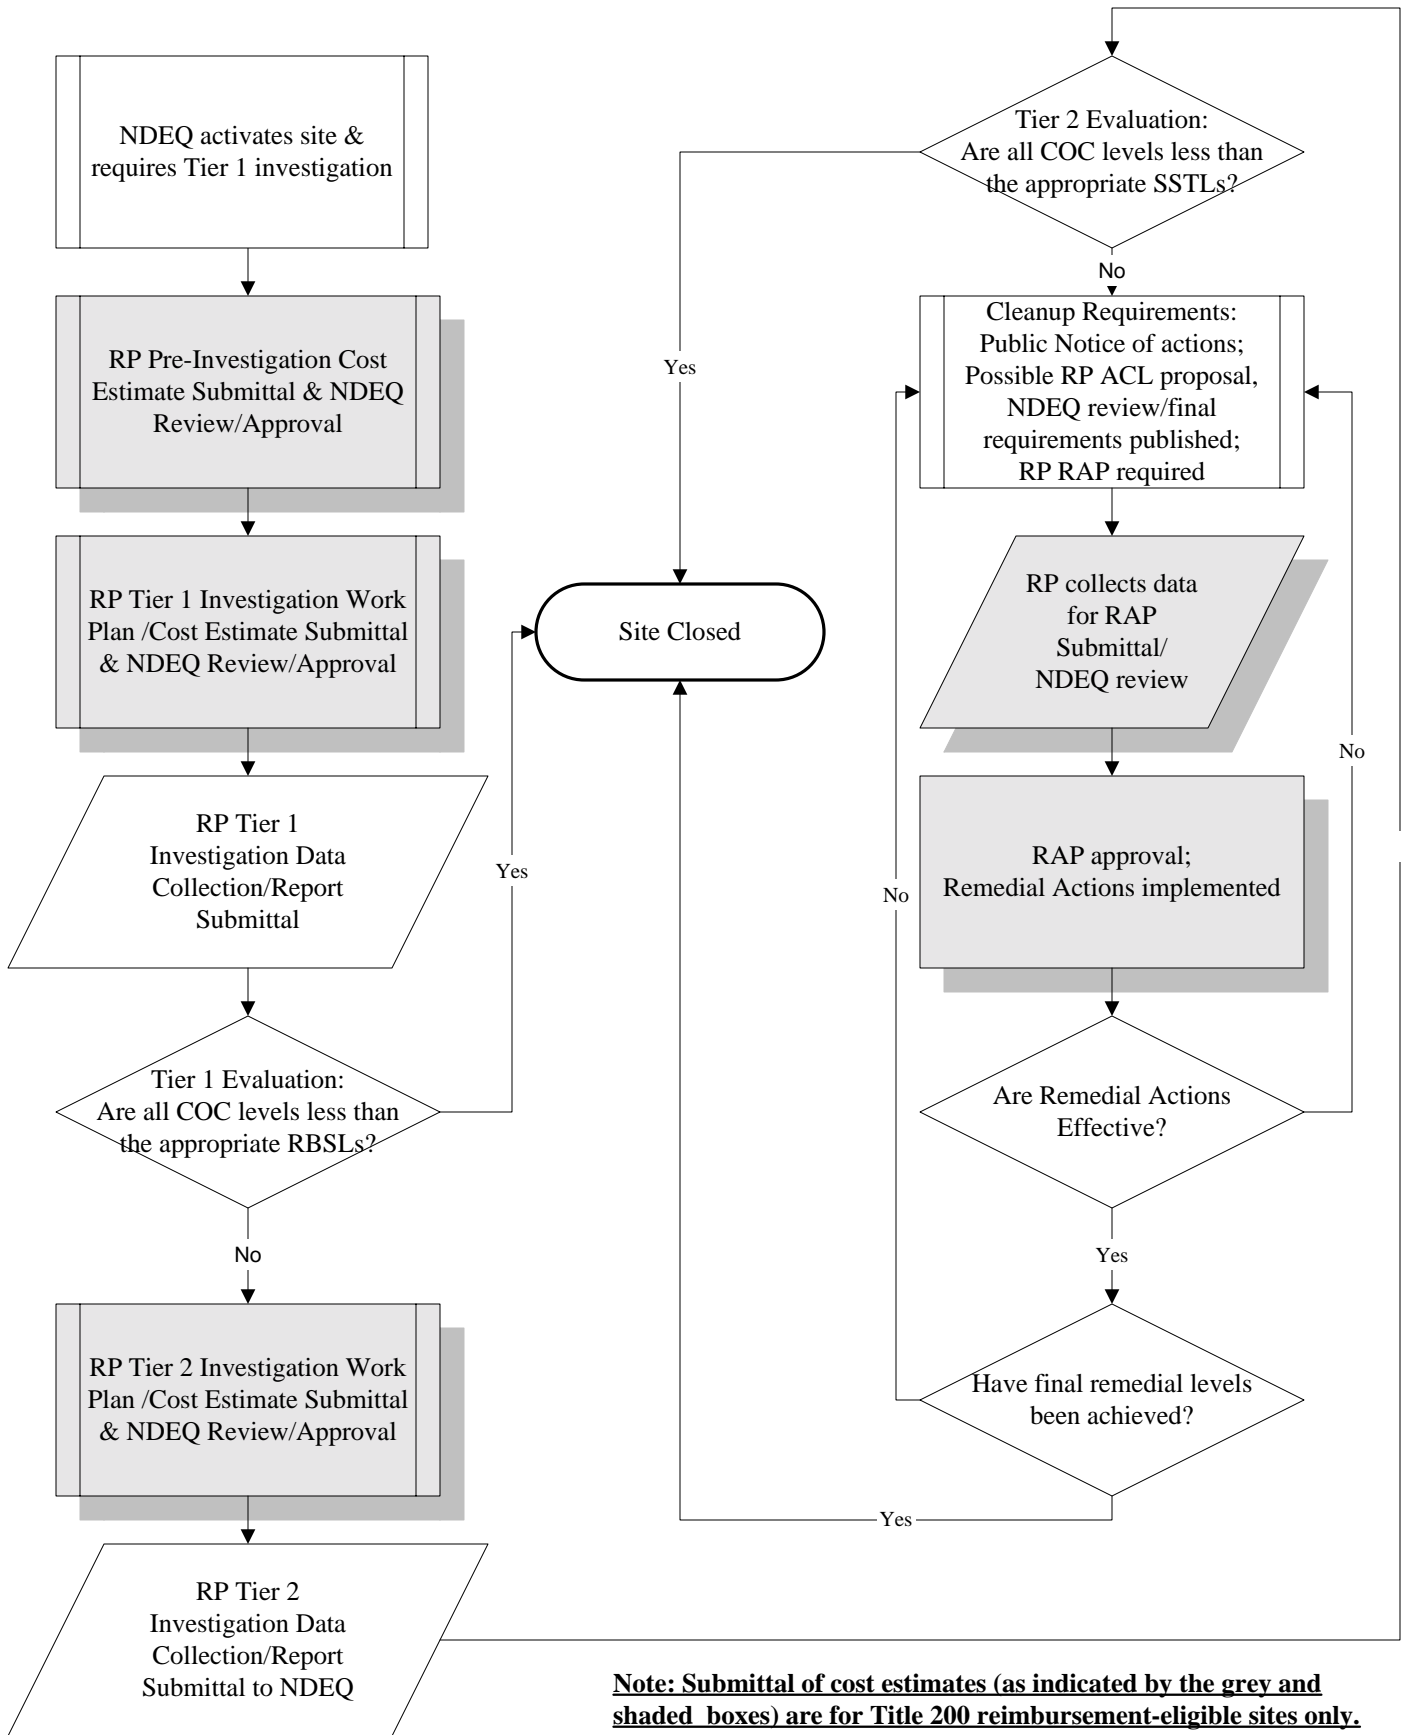 NDEQ activates site &
requires Tier 1 investigation
RP Pre-Investigation Cost
Estimate Submittal & NDEQ
Review/Approval
RP Tier 1 Investigation Work
Plan /Cost Estimate Submittal
& NDEQ Review/Approval
RP Tier 1
Investigation Data
Collection/Report
Submittal
Yes
Tier 1 Evaluation:
Are all COC levels less than
the appropriate RBSLs?
No
RP Tier 2 Investigation Work
Plan /Cost Estimate Submittal
& NDEQ Review/Approval
RP Tier 2
Investigation Data
Collection/Report
Submittal to NDEQ
Tier 2 Evaluation:
Are all COC levels less than
the appropriate SSTLs?
Yes
No
Site Closed
Cleanup Requirements:
Public Notice of actions;
Possible RP ACL proposal,
NDEQ review/final
requirements published;
RP RAP required
RP collects data
for RAP
Submittal/
NDEQ review
No
RAP approval;
Remedial Actions implemented
No
Are Remedial Actions
Effective?
Yes
Have final remedial levels
been achieved?
Yes
Note: Submittal of cost estimates (as indicated by the grey and
shaded boxes) are for Title 200 reimbursement-eligible sites only.